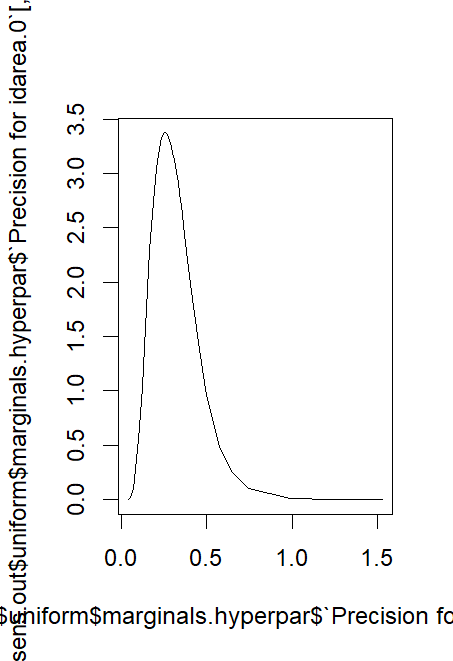 sens.out$uniform$marginals.hyperpar$`Precision for idarea.0`[,
3.5
3.0
2.5
2.0
1.5
1.0
0.5
0.0
0.0 0.5 1.0 1.5
$uniform$marginals.hyperpar$`Precision fo